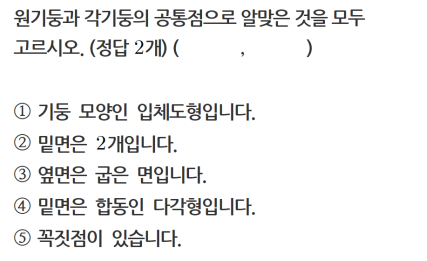 원기둥과 각기둥의 공통점으로 알맞은 것을 모두
고르시오. (정답 2개) ( , )
① 기둥 모양인 입체도형입니다.
② 밑면은 2개입니다.
③ 옆면은 굽은 면입니다.
④ 밑면은 합동인 다각형입니다.
⑤ 꼭짓점이 있습니다.